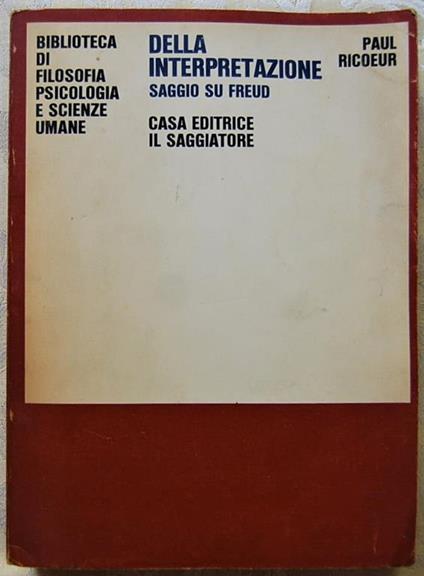 BIBLIOTECA
DI
FILOSOFIA
PSICOLOGIA
E SCIENZE
UMANE
DELLA
INTERPRETAZIONE
SAGGIO SU FREUD
CASA EDITRICE
IL SAGGIATORE
PAUL
RICOEUR